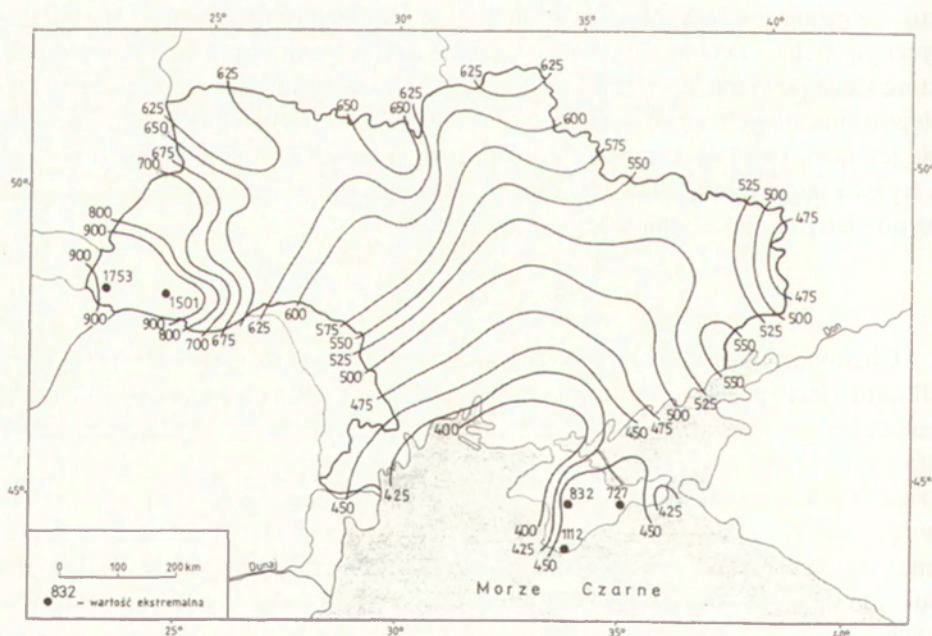 25° 30° 35° 40°
625 625 625
625 650 650
650 600
675 575
700 550
50° 50°
525 500
800 475
900
900
1753
1501 475
900 900 600 500
800 625 575 525 Don
700 550 550
675 525
500 550
475 525
500
475
400 450
45° 45°
425
450 832 727 425
400 1112 450
425
450
0 100 200 km
Dunaj
832
– wartość ekstremalna
Morze Czarne
25° 30° 35° 40°